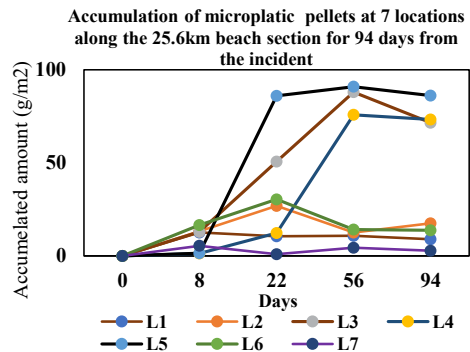 Accumulation of microplatic pellets at 7 locations
along the 25.6km beach section for 94 days from
the incident
Accumelated amount (g/m2)
100
50
0
0 8 22 56 94
Days
L1 L2 L3 L4
L5 L6 L7